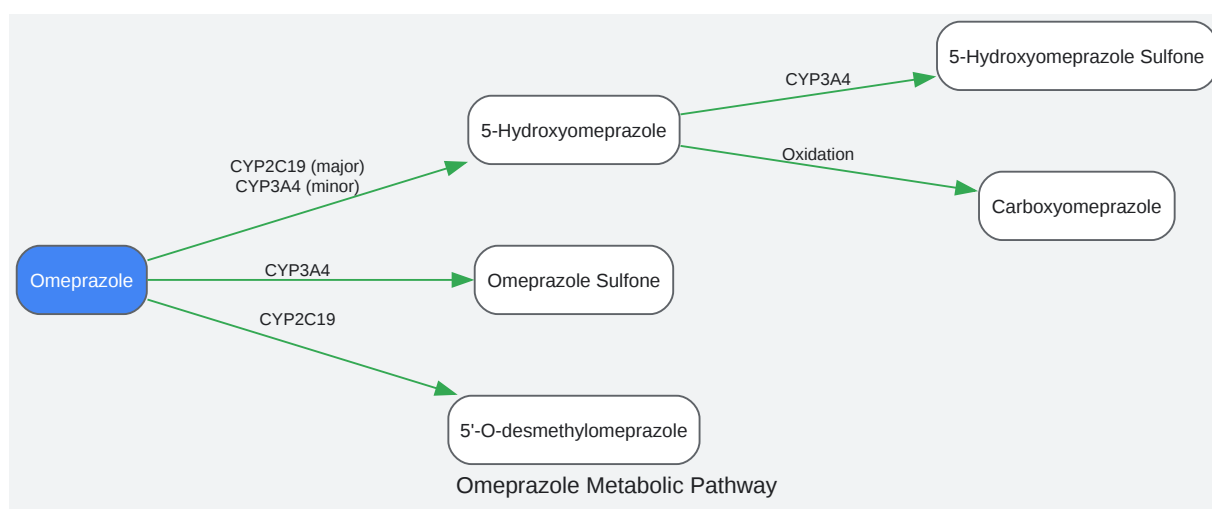 5-Hydroxyomeprazole Sulfone
CYP3A4
5-Hydroxyomeprazole
Oxidation
CYP2C19 (major)
CYP3A4 (minor)
Carboxyomeprazole
Omeprazole
CYP3A4
Omeprazole Sulfone
CYP2C19
5'-O-desmethylomeprazole
Omeprazole Metabolic Pathway